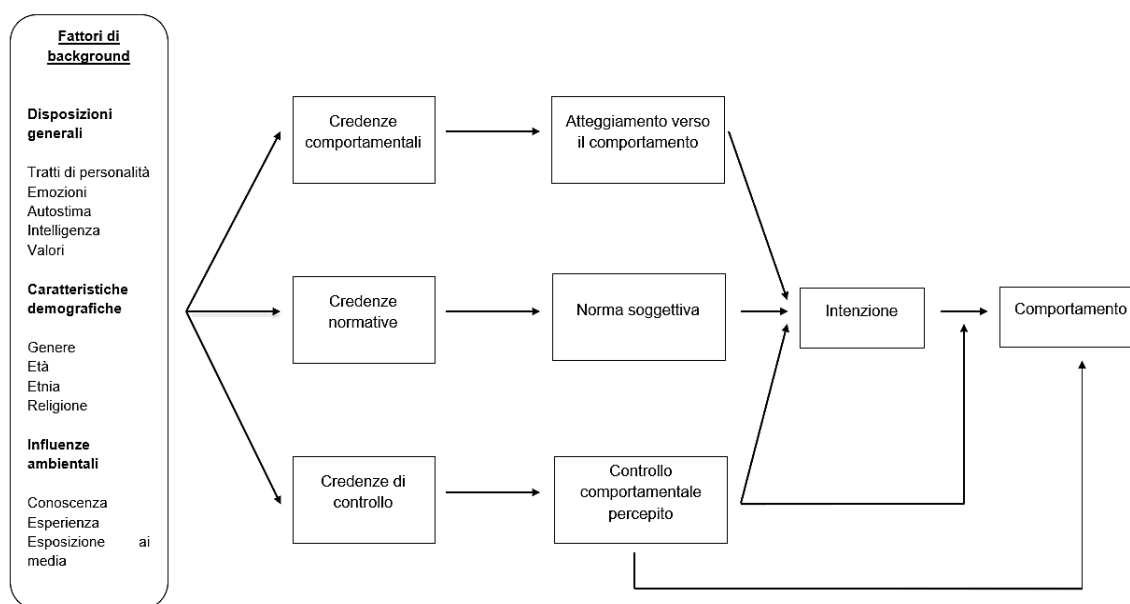 Fattori di
background
Disposizioni
generali
Tratti di personalità
Emozioni
Autostima
Intelligenza
Valori
Caratteristiche
demografiche
Genere
Età
Etnia
Religione
Influenze
ambientali
Conoscenza
Esperienza
Esposizione ai
media
Credenze
comportamentali
Atteggiamento verso
il comportamento
Credenze
normative
Norma soggettiva
Intenzione
Comportamento
Credenze di
controllo
Controllo
comportamentale
percepito